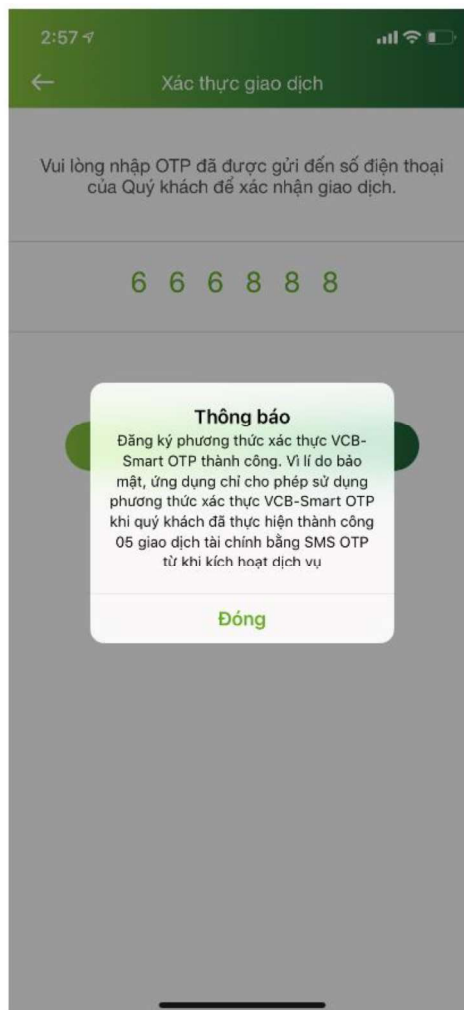 2:57
Xác thực giao dịch
Vui lòng nhập OTP đã được gửi đến số điện thoại
của Quý khách để xác nhận giao dịch.
6 6 6 8 8 8
Thông báo
Đăng ký phương thức xác thực VCB-
Smart OTP thành công. Vì lí do bảo
mật, ứng dụng chỉ cho phép sử dụng
phương thức xác thực VCB-Smart OTP
khi quý khách đã thực hiện thành công
05 giao dịch tài chính bằng SMS OTP
từ khi kích hoạt dịch vụ
Đóng